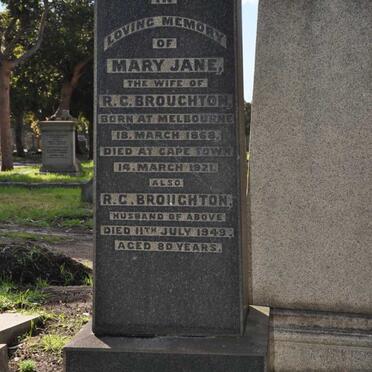 IN
LOVING MEMORY
OF
MARY JANE,
THE WIFE OF
R.C. BROUGHTON,
BORN AT MELBOURNE
18. MARCH 1868.
DIED AT CAPE TOWN
14. MARCH 1921.
ALSO
R.C. BROUGHTON.
HUSBAND OF ABOVE
DIED 11TH JULY 1949.
AGED 80 YEARS.